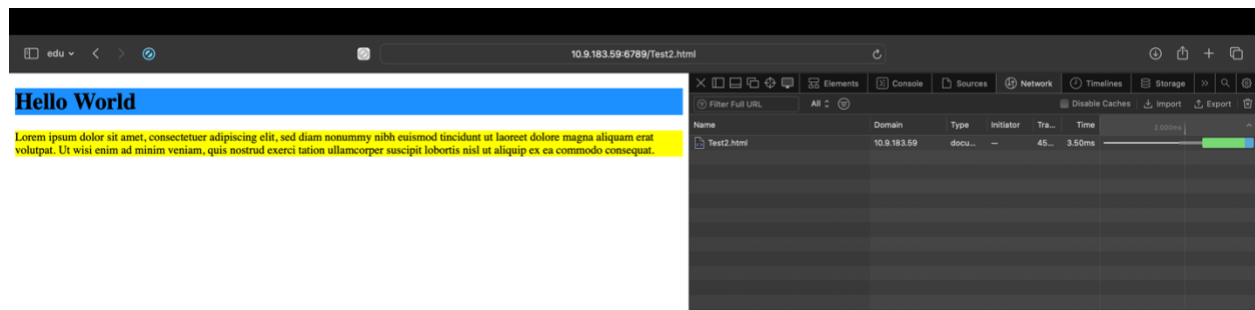 edu
10.9.183.59:6789/Test2.html
Hello World
Lorem ipsum dolor sit amet, consectetuer adipiscing elit, sed diam nonummy nibh euismod tincidunt ut laoreet dolore magna aliquam erat
volutpat. Ut wisi enim ad minim veniam, quis nostrud exerci tation ullamcorper suscipit lobortis nisl ut aliquip ex ea commodo consequat.
Elements Console Sources Network Timelines Storage
Filter Full URL All Disable Caches Import Export
Name Domain Type Initiator Tra... Time 2.000ms
Test2.html 10.9.183.59 docu... — 45... 3.50ms